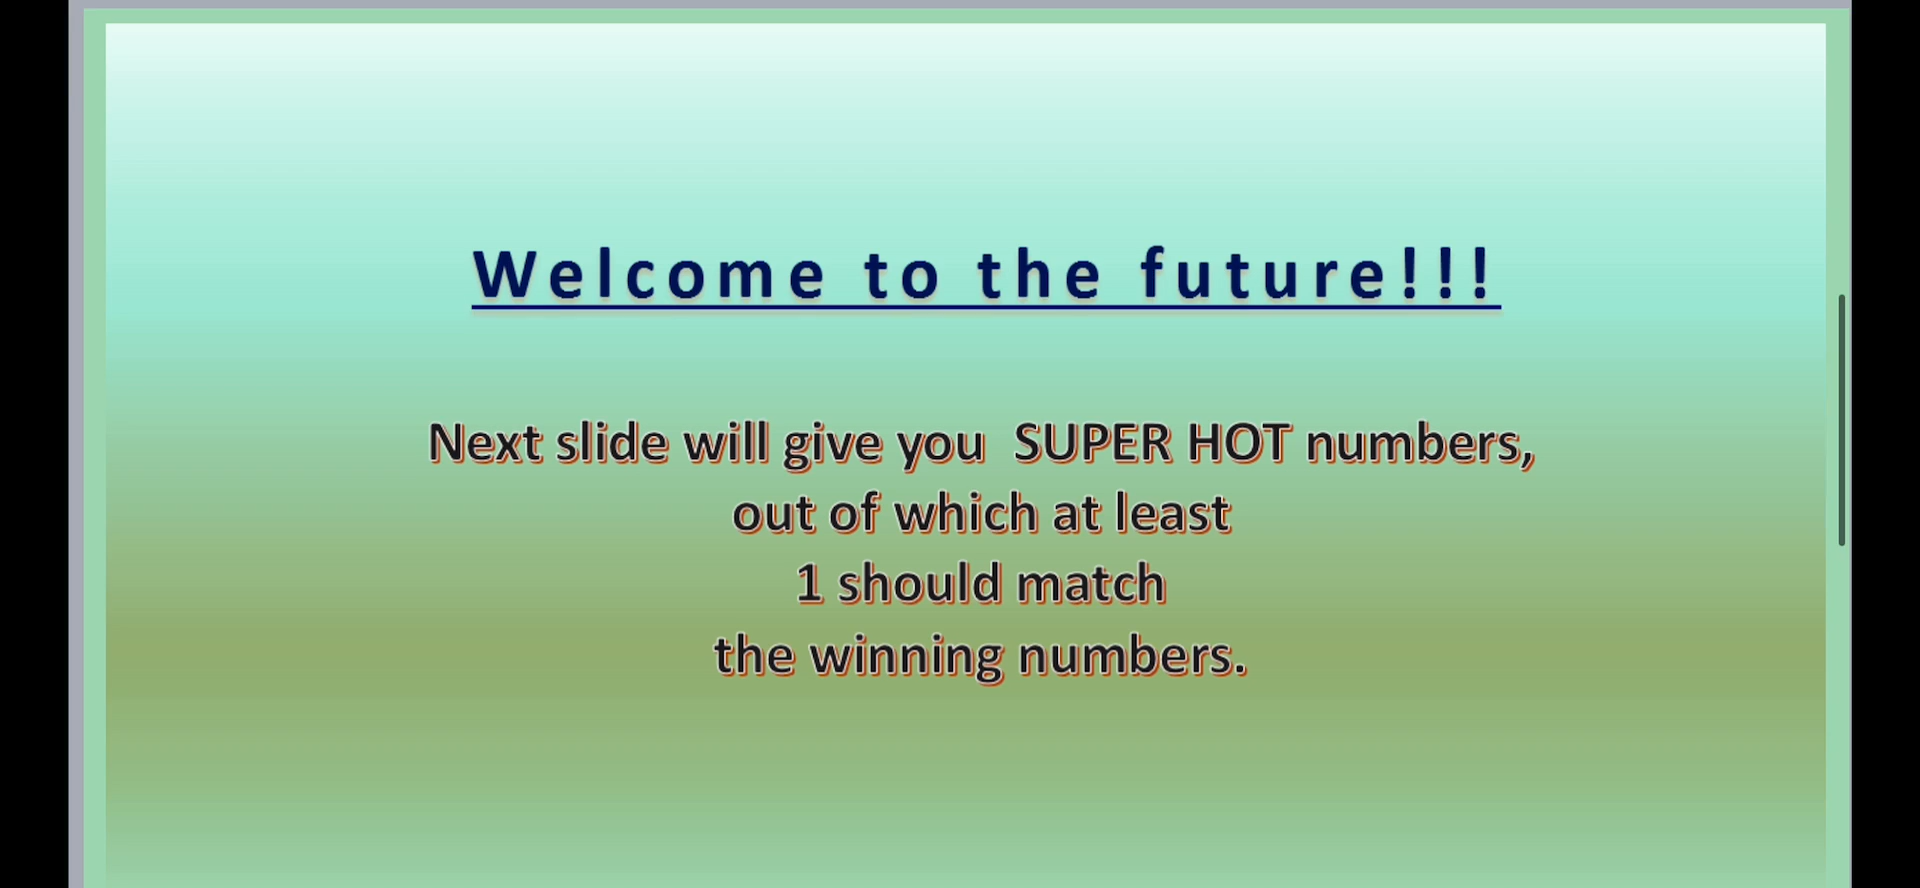 Welcome to the future!!!
Next slide will give you  SUPER HOT numbers,
out of which at least
1 should match
the winning numbers.